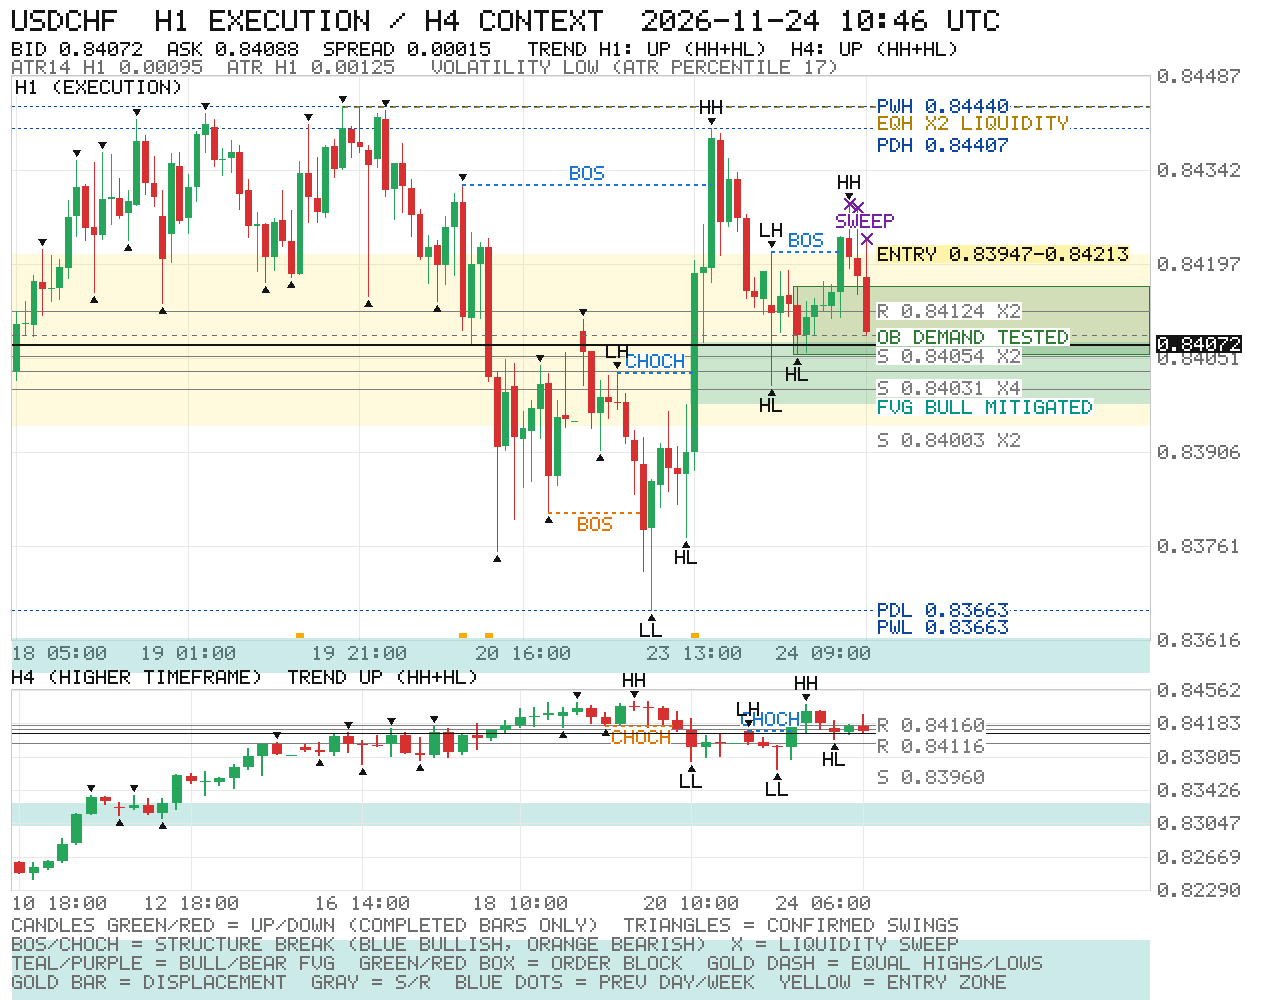 USDCHF  H1 EXECUTION / H4 CONTEXT  2026-11-24 10:46 UTC
BID 0.84072  ASK 0.84088  SPREAD 0.00015  TREND H1: UP (HH+HL)  H4: UP (HH+HL)
ATR14 H1 0.00095  ATR H1 0.00125  VOLATILITY LOW (ATR PERCENTILE 17)
0.84487
H1 (EXECUTION)
HH
PWH 0.84440
EQH X2 LIQUIDITY
PDH 0.84407
BOS
0.84342
HH
SWEEP
LH
BOS
ENTRY 0.83947-0.84213
0.84197
R 0.84124 X2
OB DEMAND TESTED
0.84072
LH
CHOCH
S 0.84054 X2
0.84051
HL
S 0.84031 X4
HL
FVG BULL MITIGATED
S 0.84003 X2
0.83906
BOS
0.83761
HL
PDL 0.83663
LL
PWL 0.83663
0.83616
18 05:00  19 01:00  19 21:00  20 16:00  23 13:00  24 09:00
H4 (HIGHER TIMEFRAME)  TREND UP (HH+HL)
HH
HH
0.84562
LH
CHOCH
R 0.84160
0.84183
CHOCH
R 0.84116
HL
0.83805
LL
LL
S 0.83960
0.83426
0.83047
0.82669
0.82290
10 18:00  12 18:00  16 14:00  18 10:00  20 10:00  24 06:00
CANDLES GREEN/RED = UP/DOWN (COMPLETED BARS ONLY)  TRIANGLES = CONFIRMED SWINGS
BOS/CHOCH = STRUCTURE BREAK (BLUE BULLISH, ORANGE BEARISH)  X = LIQUIDITY SWEEP
TEAL/PURPLE = BULL/BEAR FVG  GREEN/RED BOX = ORDER BLOCK  GOLD DASH = EQUAL HIGHS/LOWS
GOLD BAR = DISPLACEMENT  GRAY = S/R  BLUE DOTS = PREV DAY/WEEK  YELLOW = ENTRY ZONE